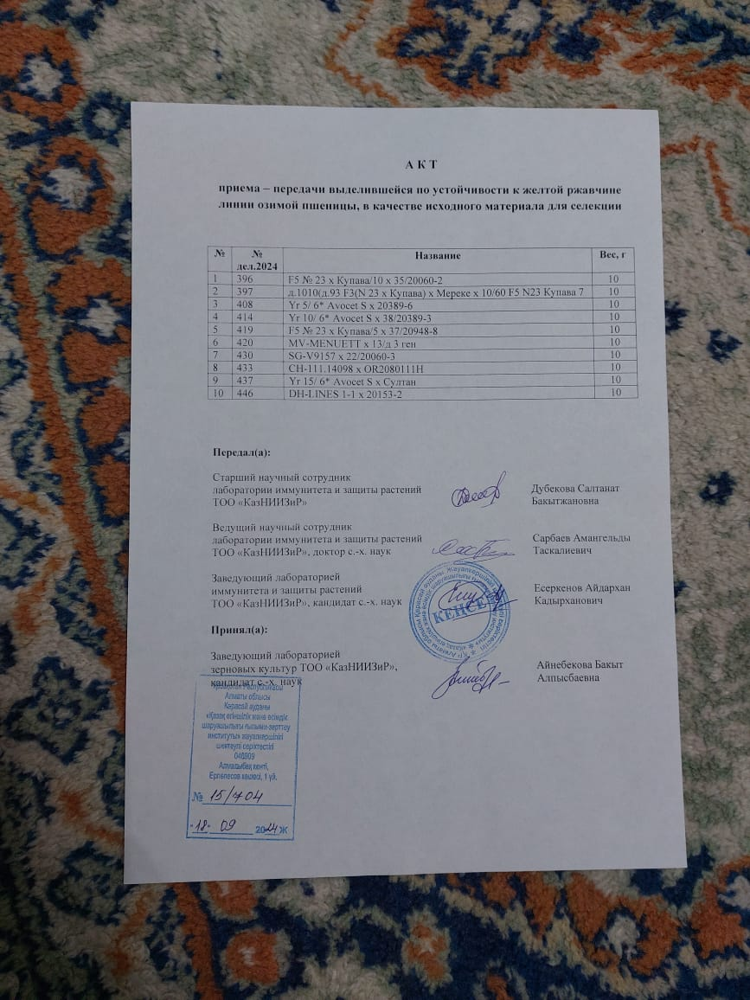 А К Т
приема – передачи выделившейся по устойчивости к желтой ржавчине
линии озимой пшеницы, в качестве исходного материала для селекции
№ № дел.2024 Название Вес, г
1 396 F5 № 23 х Купава/10 х 35/20060-2 10
2 397 д.1010(д.93 F3(N 23 х Купава) х Мереке х 10/60 F5 N23 Купава 7 10
3 408 Yr 5/ 6* Avocet S х 20389-6 10
4 414 Yr 10/ 6* Avocet S х 38/20389-3 10
5 419 F5 № 23 х Купава/5 х 37/20948-8 10
6 420 MV-MENUETT х 13/д 3 ген 10
7 430 SG-V9157 х 22/20060-3 10
8 433 CH-111.14098 х OR2080111H 10
9 437 Yr 15/ 6* Avocet S х Султан 10
10 446 DH-LINES 1-1 х 20153-2 10
Передал(а):
Старший научный сотрудник
лаборатории иммунитета и защиты растений
ТОО «КазНИИЗиР»
Дубекова Салтанат
Бакытжановна
Ведущий научный сотрудник
лаборатории иммунитета и защиты растений
ТОО «КазНИИЗиР», доктор с.-х. наук
Сарбаев Амангельды
Таскалиевич
Заведующий лабораторией
иммунитета и защиты растений
ТОО «КазНИИЗиР», кандидат с.-х. наук
Есеркенов Айдархан
Кадырханович
КЕНСЕ
Принял(а):
Заведующий лабораторией
зерновых культур ТОО «КазНИИЗиР»,
кандидат с.-х. наук
Айнебекова Бакыт
Алпысбаевна
Қазақстан Республикасы
Алматы облысы
Қарасай ауданы
«Қазақ егіншілік және өсімдік
шаруашылығы ғылыми-зерттеу
институты» жауапкершілігі
шектеулі серіктестігі
040909
Алмалыбақ кенті,
Ерлепесов көшесі, 1 үй.
№ 15/704
"18" 09 2024 Ж